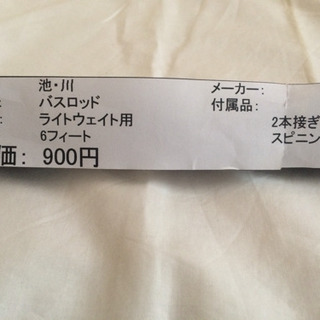 池・川 メーカー:
: バスロッド 付属品:
: ライトウェイト用 2本接ぎ
6フィート スピニン
価: 900円